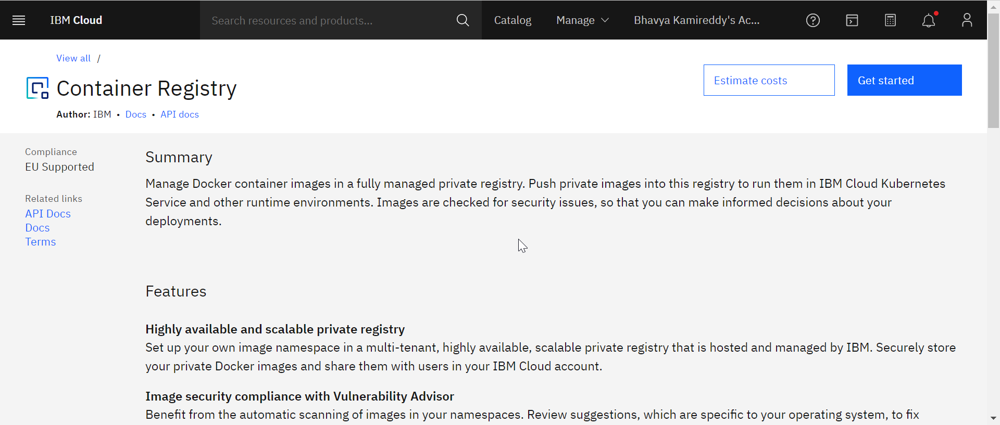 IBM Cloud
Search resources and products...
Catalog
Manage
Bhavya Kamireddy's Ac...
View all /
Container Registry
Author: IBM • Docs • API docs
Estimate costs
Get started
Compliance
EU Supported
Related links
API Docs
Docs
Terms
Summary
Manage Docker container images in a fully managed private registry. Push private images into this registry to run them in IBM Cloud Kubernetes
Service and other runtime environments. Images are checked for security issues, so that you can make informed decisions about your
deployments.
Features
Highly available and scalable private registry
Set up your own image namespace in a multi-tenant, highly available, scalable private registry that is hosted and managed by IBM. Securely store
your private Docker images and share them with users in your IBM Cloud account.
Image security compliance with Vulnerability Advisor
Benefit from the automatic scanning of images in your namespaces. Review suggestions, which are specific to your operating system, to fix